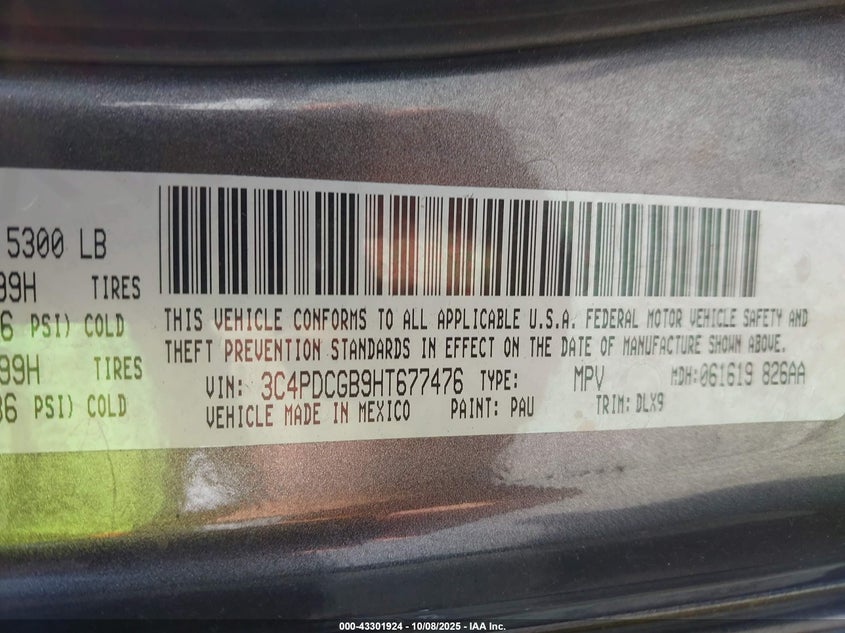 5300 LB
99H TIRES
6 PSI) COLD
99H TIRES
36 PSI) COLD
THIS VEHICLE CONFORMS TO ALL APPLICABLE U.S.A. FEDERAL MOTOR VEHICLE SAFETY AND
THEFT PREVENTION STANDARDS IN EFFECT ON THE DATE OF MANUFACTURE SHOWN ABOVE.
VIN: 3C4PDCGB9HT677476 TYPE: MPV MDH:061619 826AA
VEHICLE MADE IN MEXICO PAINT: PAU TRIM: DLX9
000-43301924 | 10/08/2025 - IAA Inc.